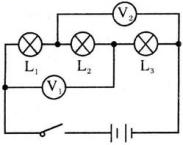 V₂
L₁ L₂ L₃
V₁